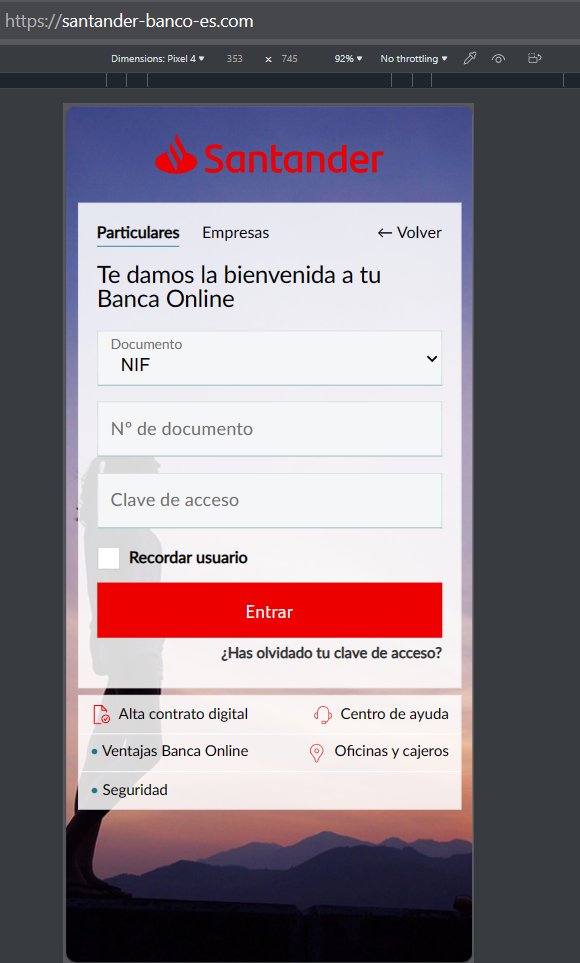 https://santander-banco-es.com
Dimensions: Pixel 4 ▾ 353 × 745 92% ▾ No throttling ▾
Santander
Particulares Empresas ← Volver
Te damos la bienvenida a tu
Banca Online
Documento
NIF
Nº de documento
Clave de acceso
Recordar usuario
Entrar
¿Has olvidado tu clave de acceso?
Alta contrato digital Centro de ayuda
• Ventajas Banca Online Oficinas y cajeros
• Seguridad